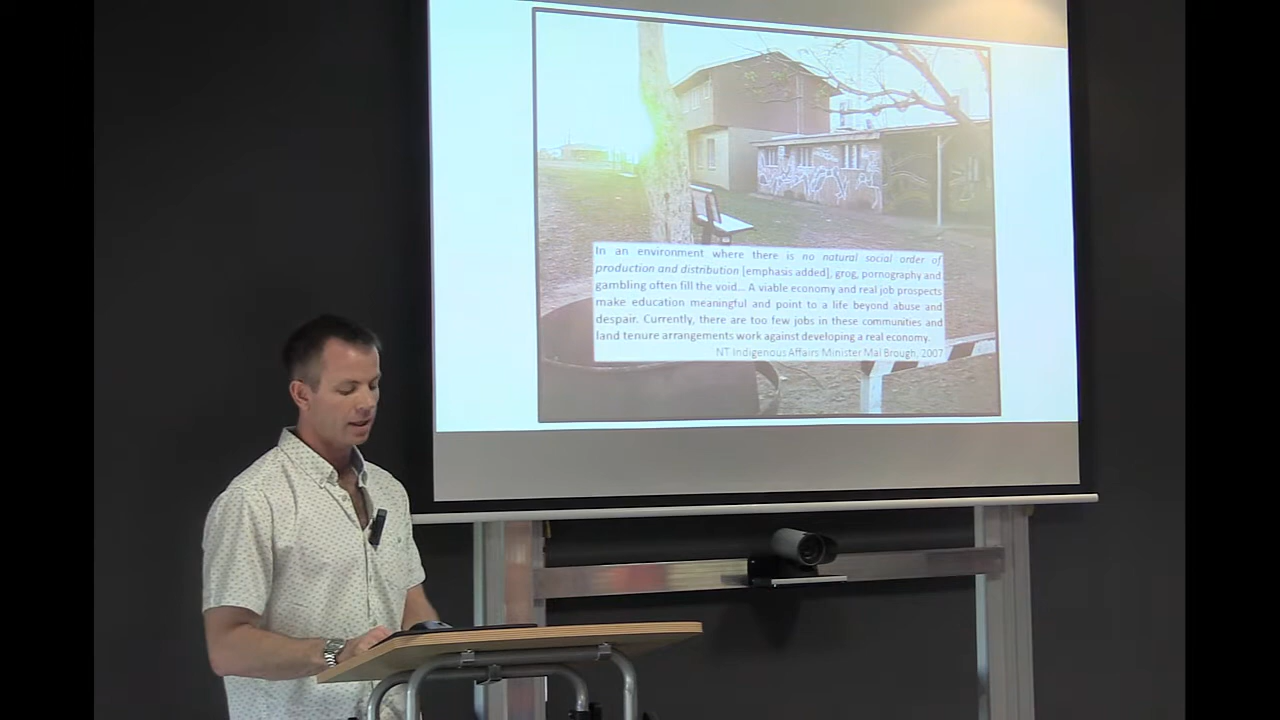 In an environment where there is no natural social order of
production and distribution [emphasis added], grog, pornography and
gambling often fill the void... A viable economy and real job prospects
make education meaningful and point to a life beyond abuse and
despair. Currently, there are too few jobs in these communities and
land tenure arrangements work against developing a real economy.
NT Indigenous Affairs Minister Mal Brough, 2007